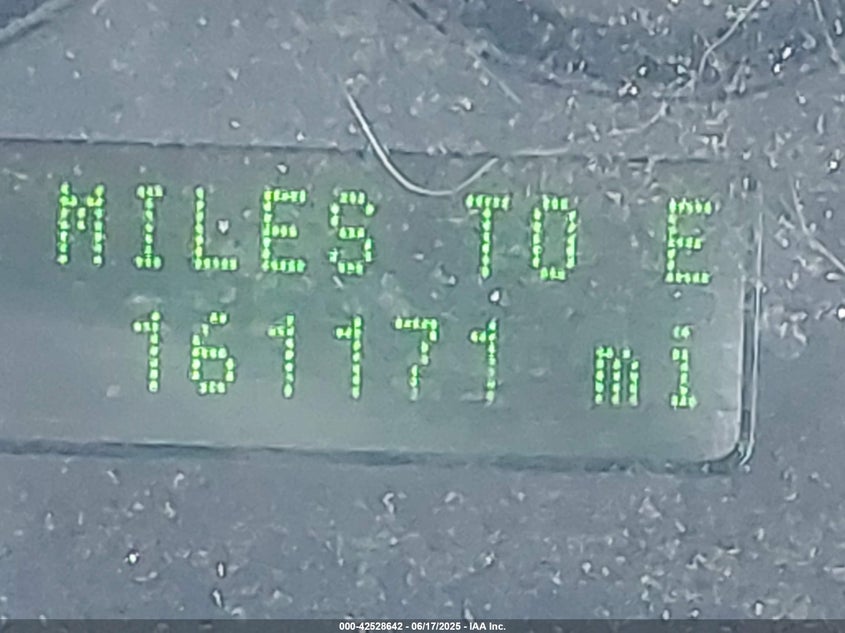 MILES TO E
161171 mi
000-42528642 - 06/17/2025 - IAA Inc.